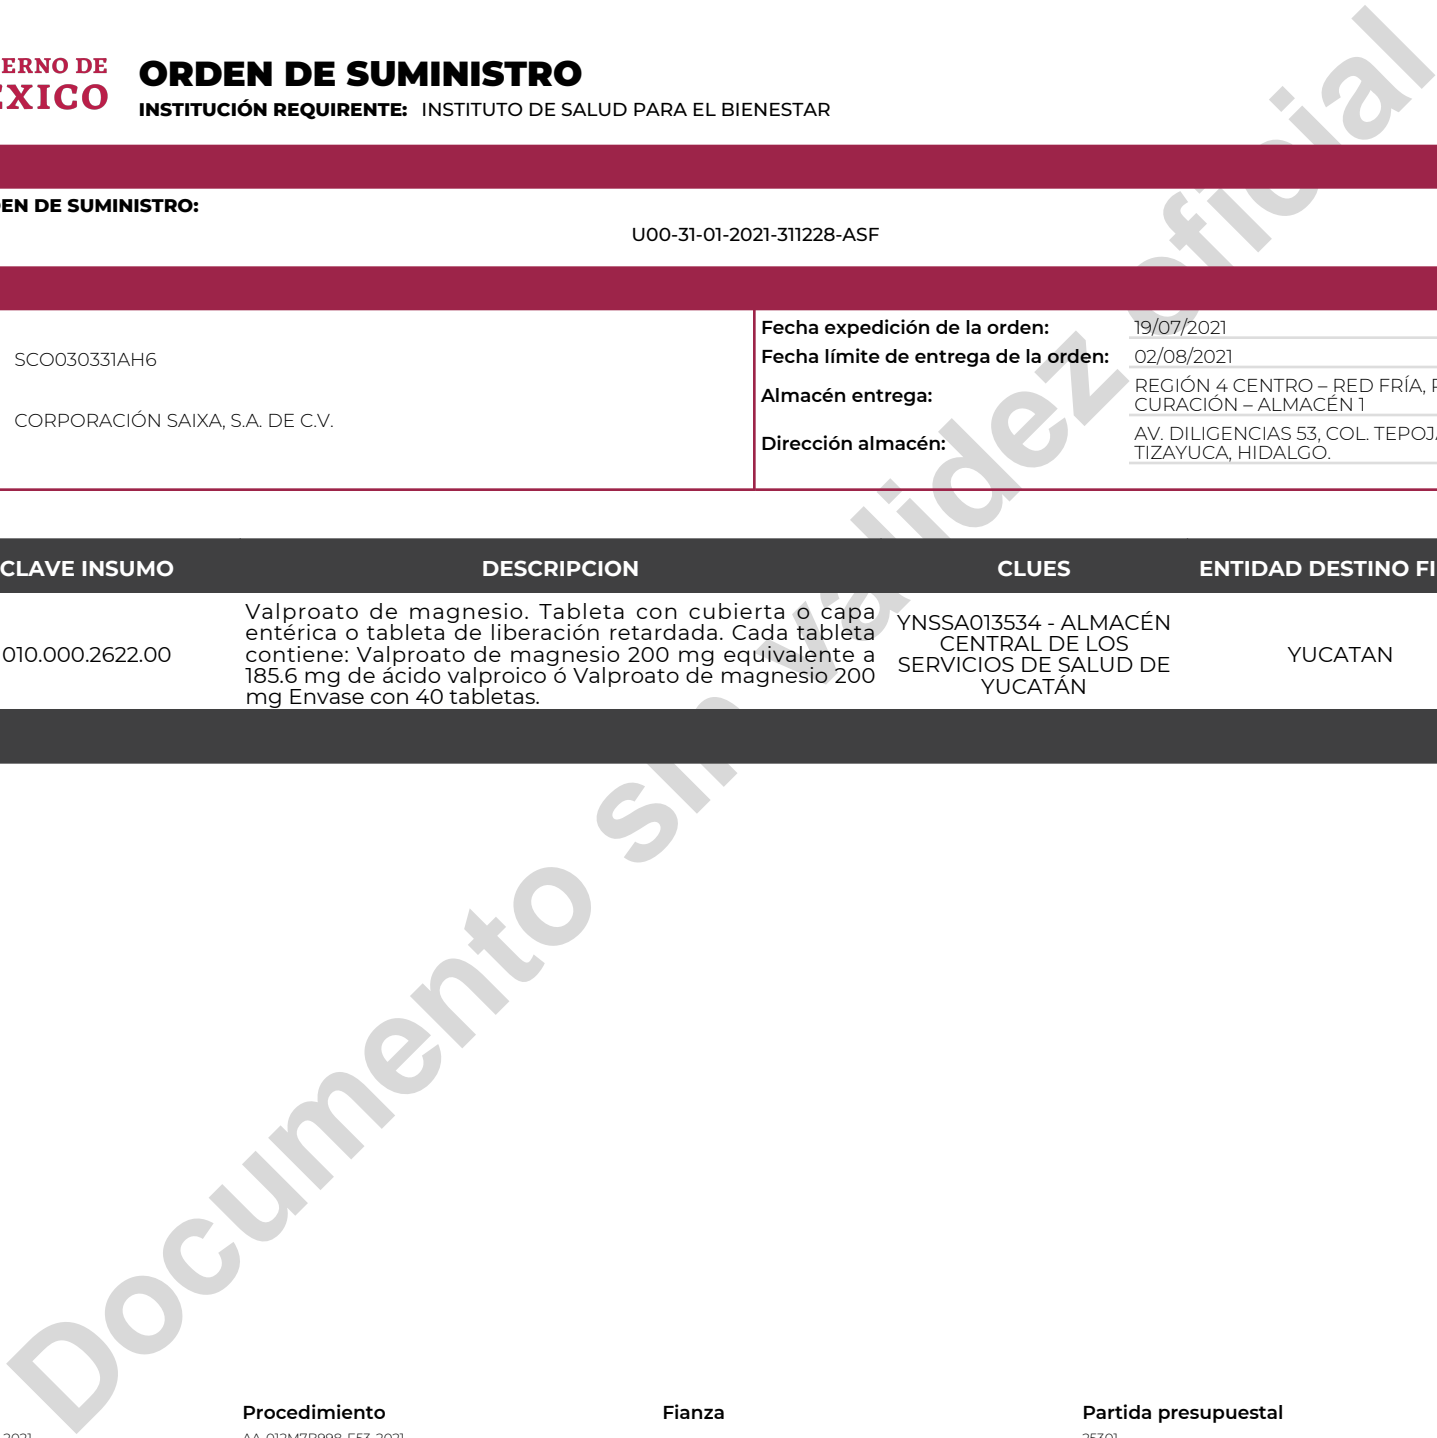 ERNO DE
ÉXICO
ORDEN DE SUMINISTRO
INSTITUCIÓN REQUIRENTE: INSTITUTO DE SALUD PARA EL BIENESTAR
EN DE SUMINISTRO:
U00-31-01-2021-311228-ASF
SCO030331AH6
CORPORACIÓN SAIXA, S.A. DE C.V.
Fecha expedición de la orden: 19/07/2021
Fecha límite de entrega de la orden: 02/08/2021
Almacén entrega: REGIÓN 4 CENTRO – RED FRÍA,
CURACIÓN – ALMACÉN 1
Dirección almacén: AV. DILIGENCIAS 53, COL. TEPOJA
TIZAYUCA, HIDALGO.
CLAVE INSUMO DESCRIPCION CLUES ENTIDAD DESTINO FI
010.000.2622.00
Valproato de magnesio. Tableta con cubierta o capa
entérica o tableta de liberación retardada. Cada tableta
contiene: Valproato de magnesio 200 mg equivalente a
185.6 mg de ácido valproico ó Valproato de magnesio 200
mg Envase con 40 tabletas.
YNSSA013534 - ALMACÉN
CENTRAL DE LOS
SERVICIOS DE SALUD DE
YUCATÁN
YUCATAN
Documento sin validez oficial
Procedimiento Fianza Partida presupuestal